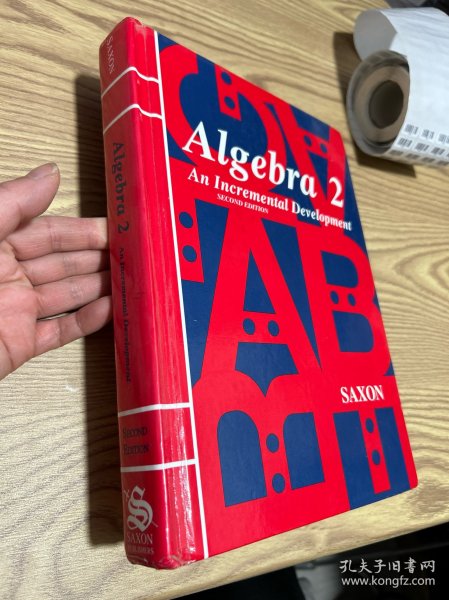 SAXON
Algebra 2
An Incremental Development
SECOND
EDITION
S
SAXON
PUBLISHERS
Algebra 2
An Incremental Development
SECOND EDITION
AB
SAXON
孔夫子旧书网
www.kongfz.com